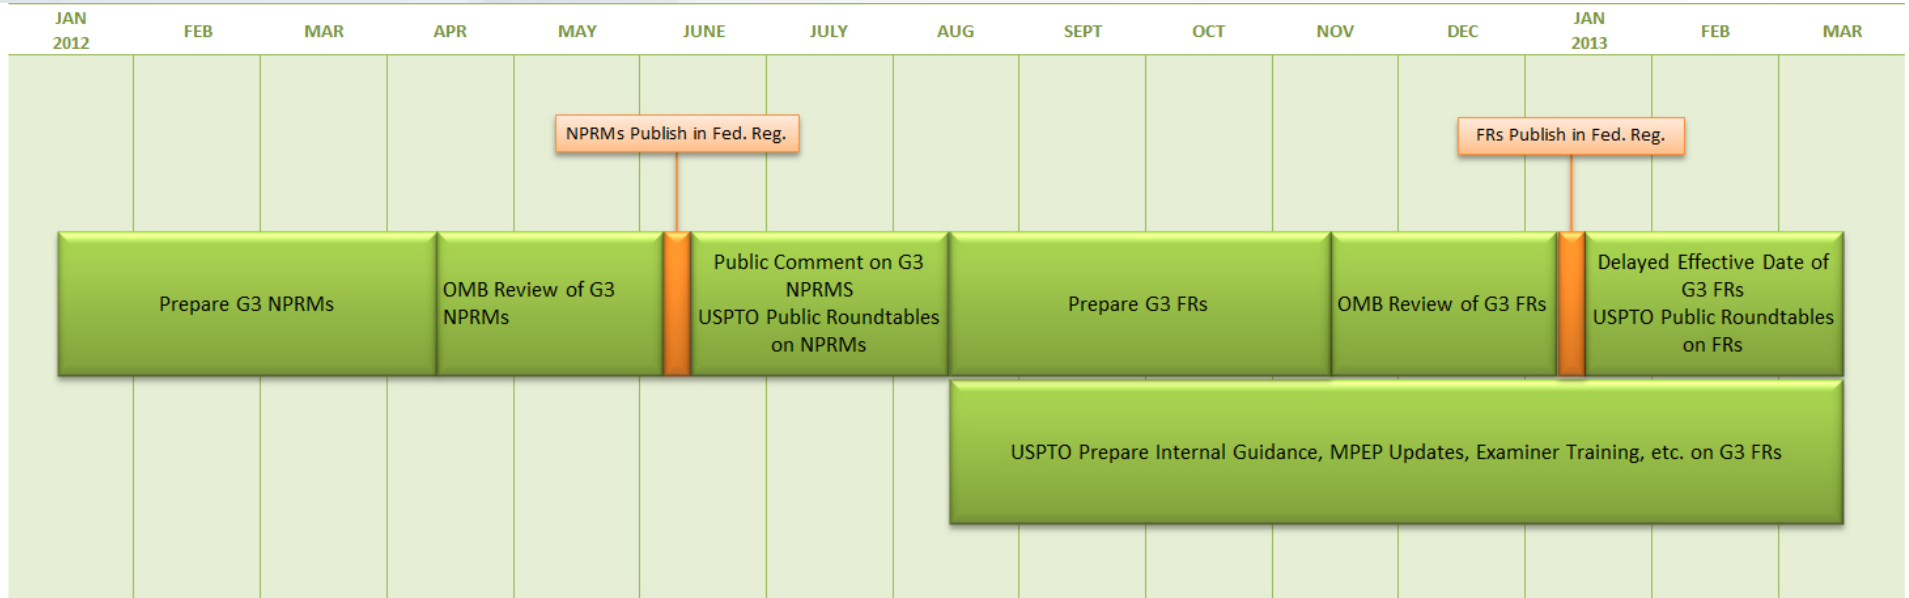 JAN
2012
FEB
MAR
APR
MAY
JUNE
JULY
AUG
SEPT
OCT
NOV
DEC
JAN
2013
FEB
MAR
NPRMs Publish in Fed. Reg.
FRs Publish in Fed. Reg.
Prepare G3 NPRMs
OMB Review of G3
NPRMs
Public Comment on G3
NPRMS
USPTO Public Roundtables
on NPRMs
Prepare G3 FRs
OMB Review of G3 FRs
Delayed Effective Date of
G3 FRs
USPTO Public Roundtables
on FRs
USPTO Prepare Internal Guidance, MPEP Updates, Examiner Training, etc. on G3 FRs